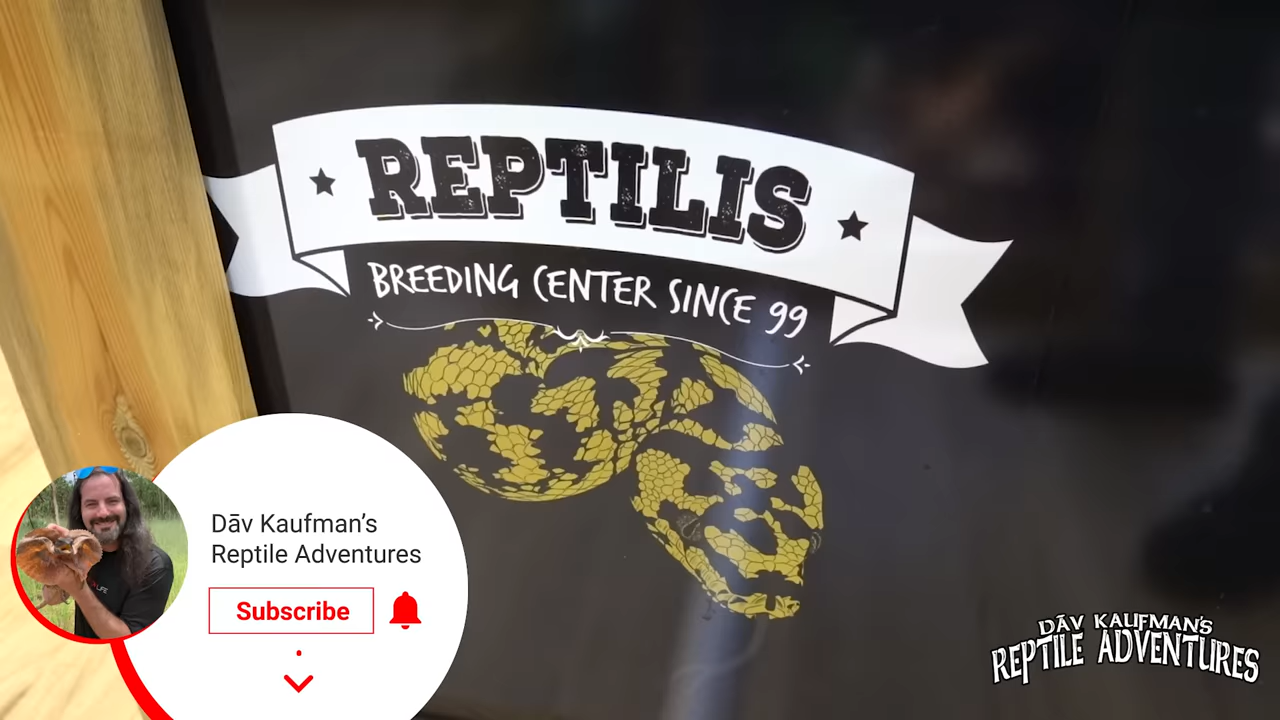 REPTILIS
BREEDING CENTER SINCE 99
Dāv Kaufman’s
Reptile Adventures
Subscribe
DĀV KAUFMAN'S
REPTILE ADVENTURES